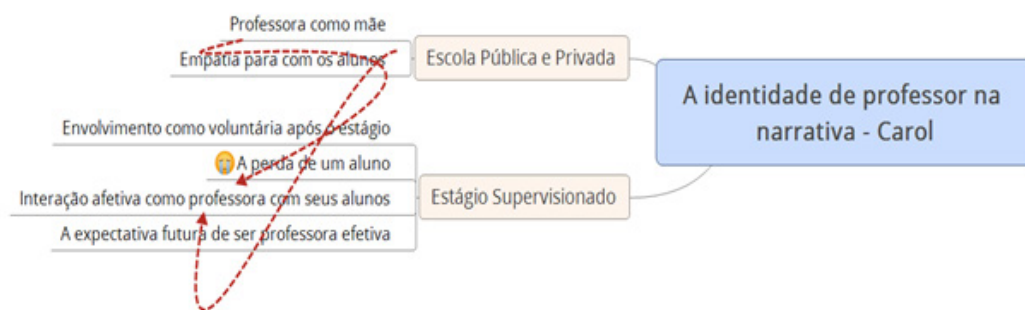 Professora como mãe
Empatia para com os alunos
Escola Pública e Privada
A identidade de professor na
narrativa - Carol
Envolvimento como voluntária após o estágio
A perda de um aluno
Interação afetiva como professora com seus alunos
A expectativa futura de ser professora efetiva
Estágio Supervisionado